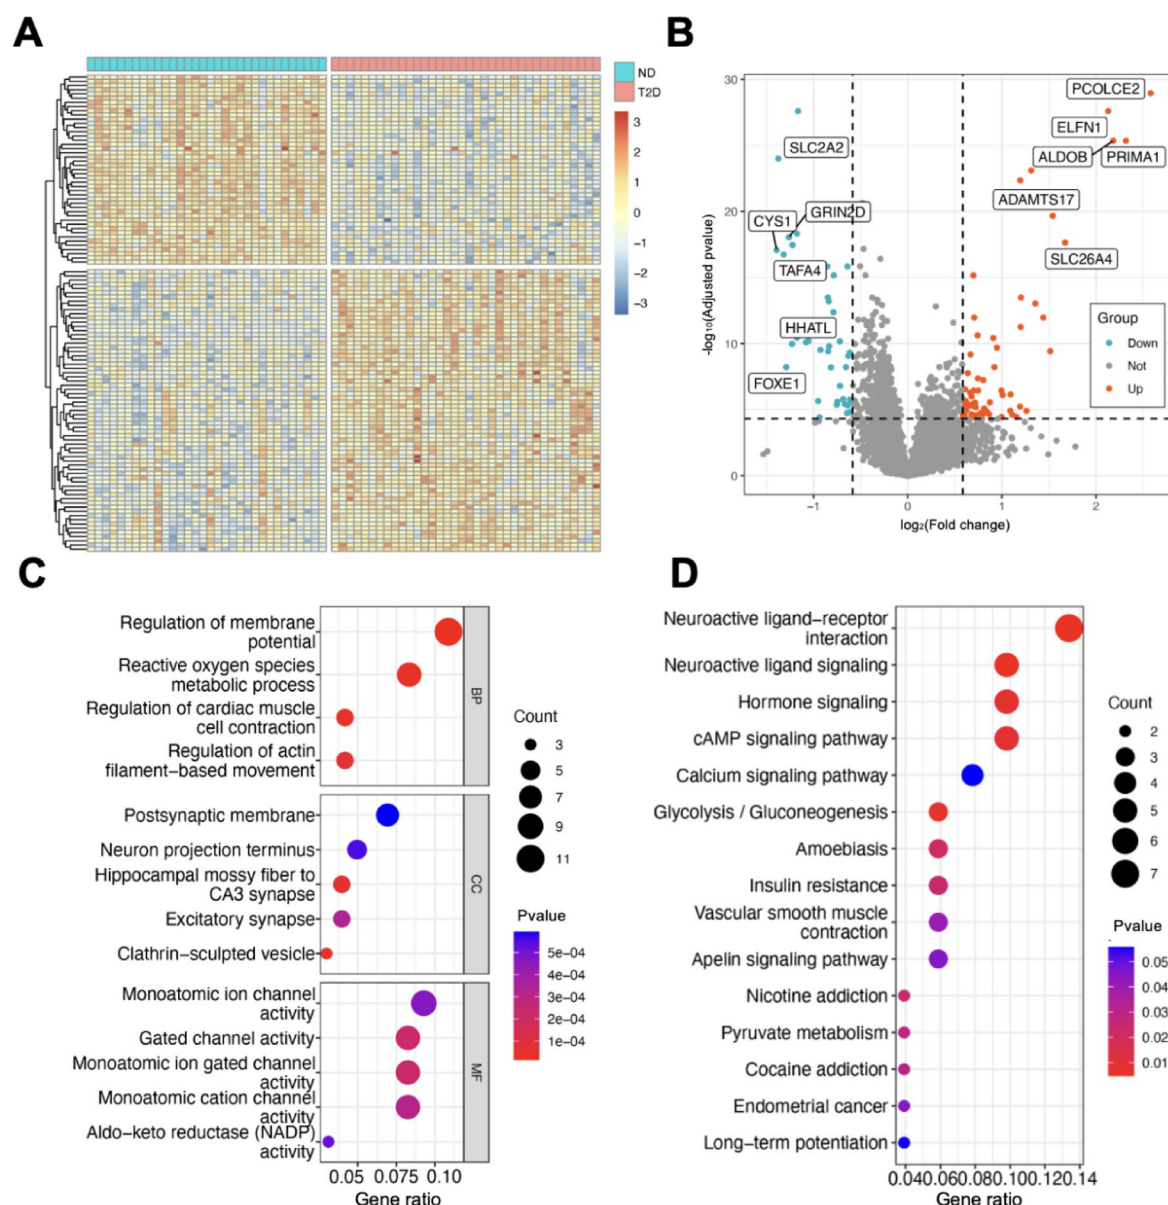 A
ND
T2D
3
2
1
0
−1
−2
−3
B
30
20
10
0
-log₁₀(Adjusted pvalue)
PCOLCE2
ELFN1
SLC2A2
ALDOB
PRIMA1
ADAMTS17
CYS1
GRIN2D
SLC26A4
TAFA4
HHATL
FOXE1
Group
Down
Not
Up
−1
0
1
2
log₂(Fold change)
C
Regulation of membrane
potential
Reactive oxygen species
metabolic process
Regulation of cardiac muscle
cell contraction
Regulation of actin
filament−based movement
BP
Postsynaptic membrane
Neuron projection terminus
Hippocampal mossy fiber to
CA3 synapse
Excitatory synapse
Clathrin−sculpted vesicle
CC
Monoatomic ion channel
activity
Gated channel activity
Monoatomic ion gated channel
activity
Monoatomic cation channel
activity
Aldo−keto reductase (NADP)
activity
MF
0.05 0.075 0.10
Gene ratio
Count
3
5
7
9
11
Pvalue
5e−04
4e−04
3e−04
2e−04
1e−04
D
Neuroactive ligand−receptor
interaction
Neuroactive ligand signaling
Hormone signaling
cAMP signaling pathway
Calcium signaling pathway
Glycolysis / Gluconeogenesis
Amoebiasis
Insulin resistance
Vascular smooth muscle
contraction
Apelin signaling pathway
Nicotine addiction
Pyruvate metabolism
Cocaine addiction
Endometrial cancer
Long−term potentiation
0.040.060.080.100.120.14
Gene ratio
Count
2
3
4
5
6
7
Pvalue
0.05
0.04
0.03
0.02
0.01